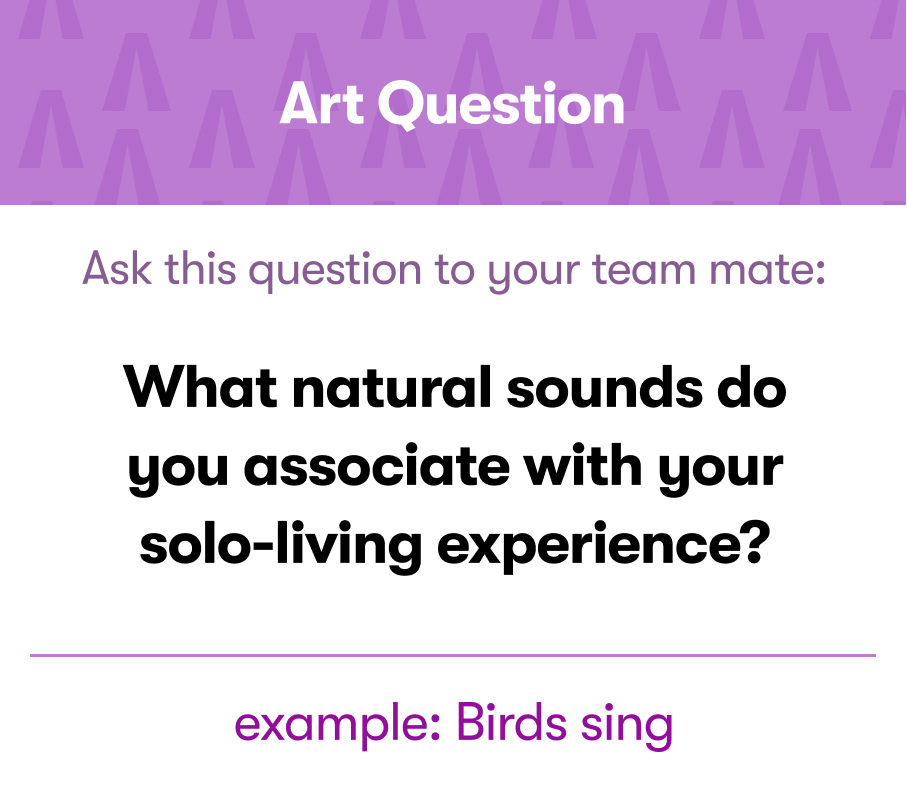 Art Question
Ask this question to your team mate:
What natural sounds do
you associate with your
solo-living experience?
example: Birds sing